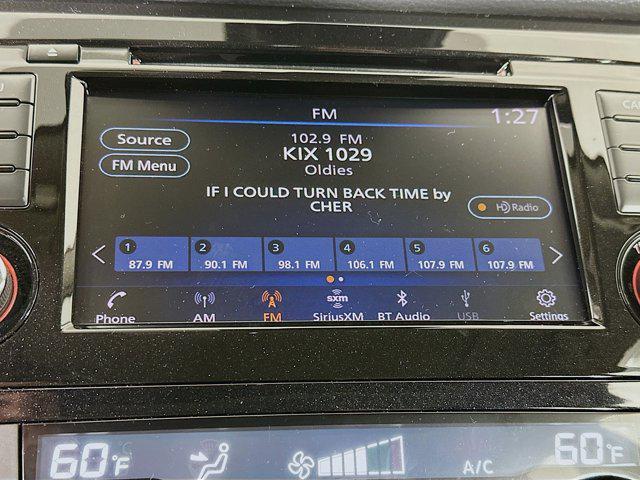 FM
1:27
Source
102.9 FM
FM Menu
KIX 1029
Oldies
IF I COULD TURN BACK TIME by
CHER
HD Radio
1 2 3 4 5 6
87.9 FM 90.1 FM 98.1 FM 106.1 FM 107.9 FM 107.9 FM
sxm
Phone AM FM SiriusXM BT Audio USB Settings
60°F A/C 60°F